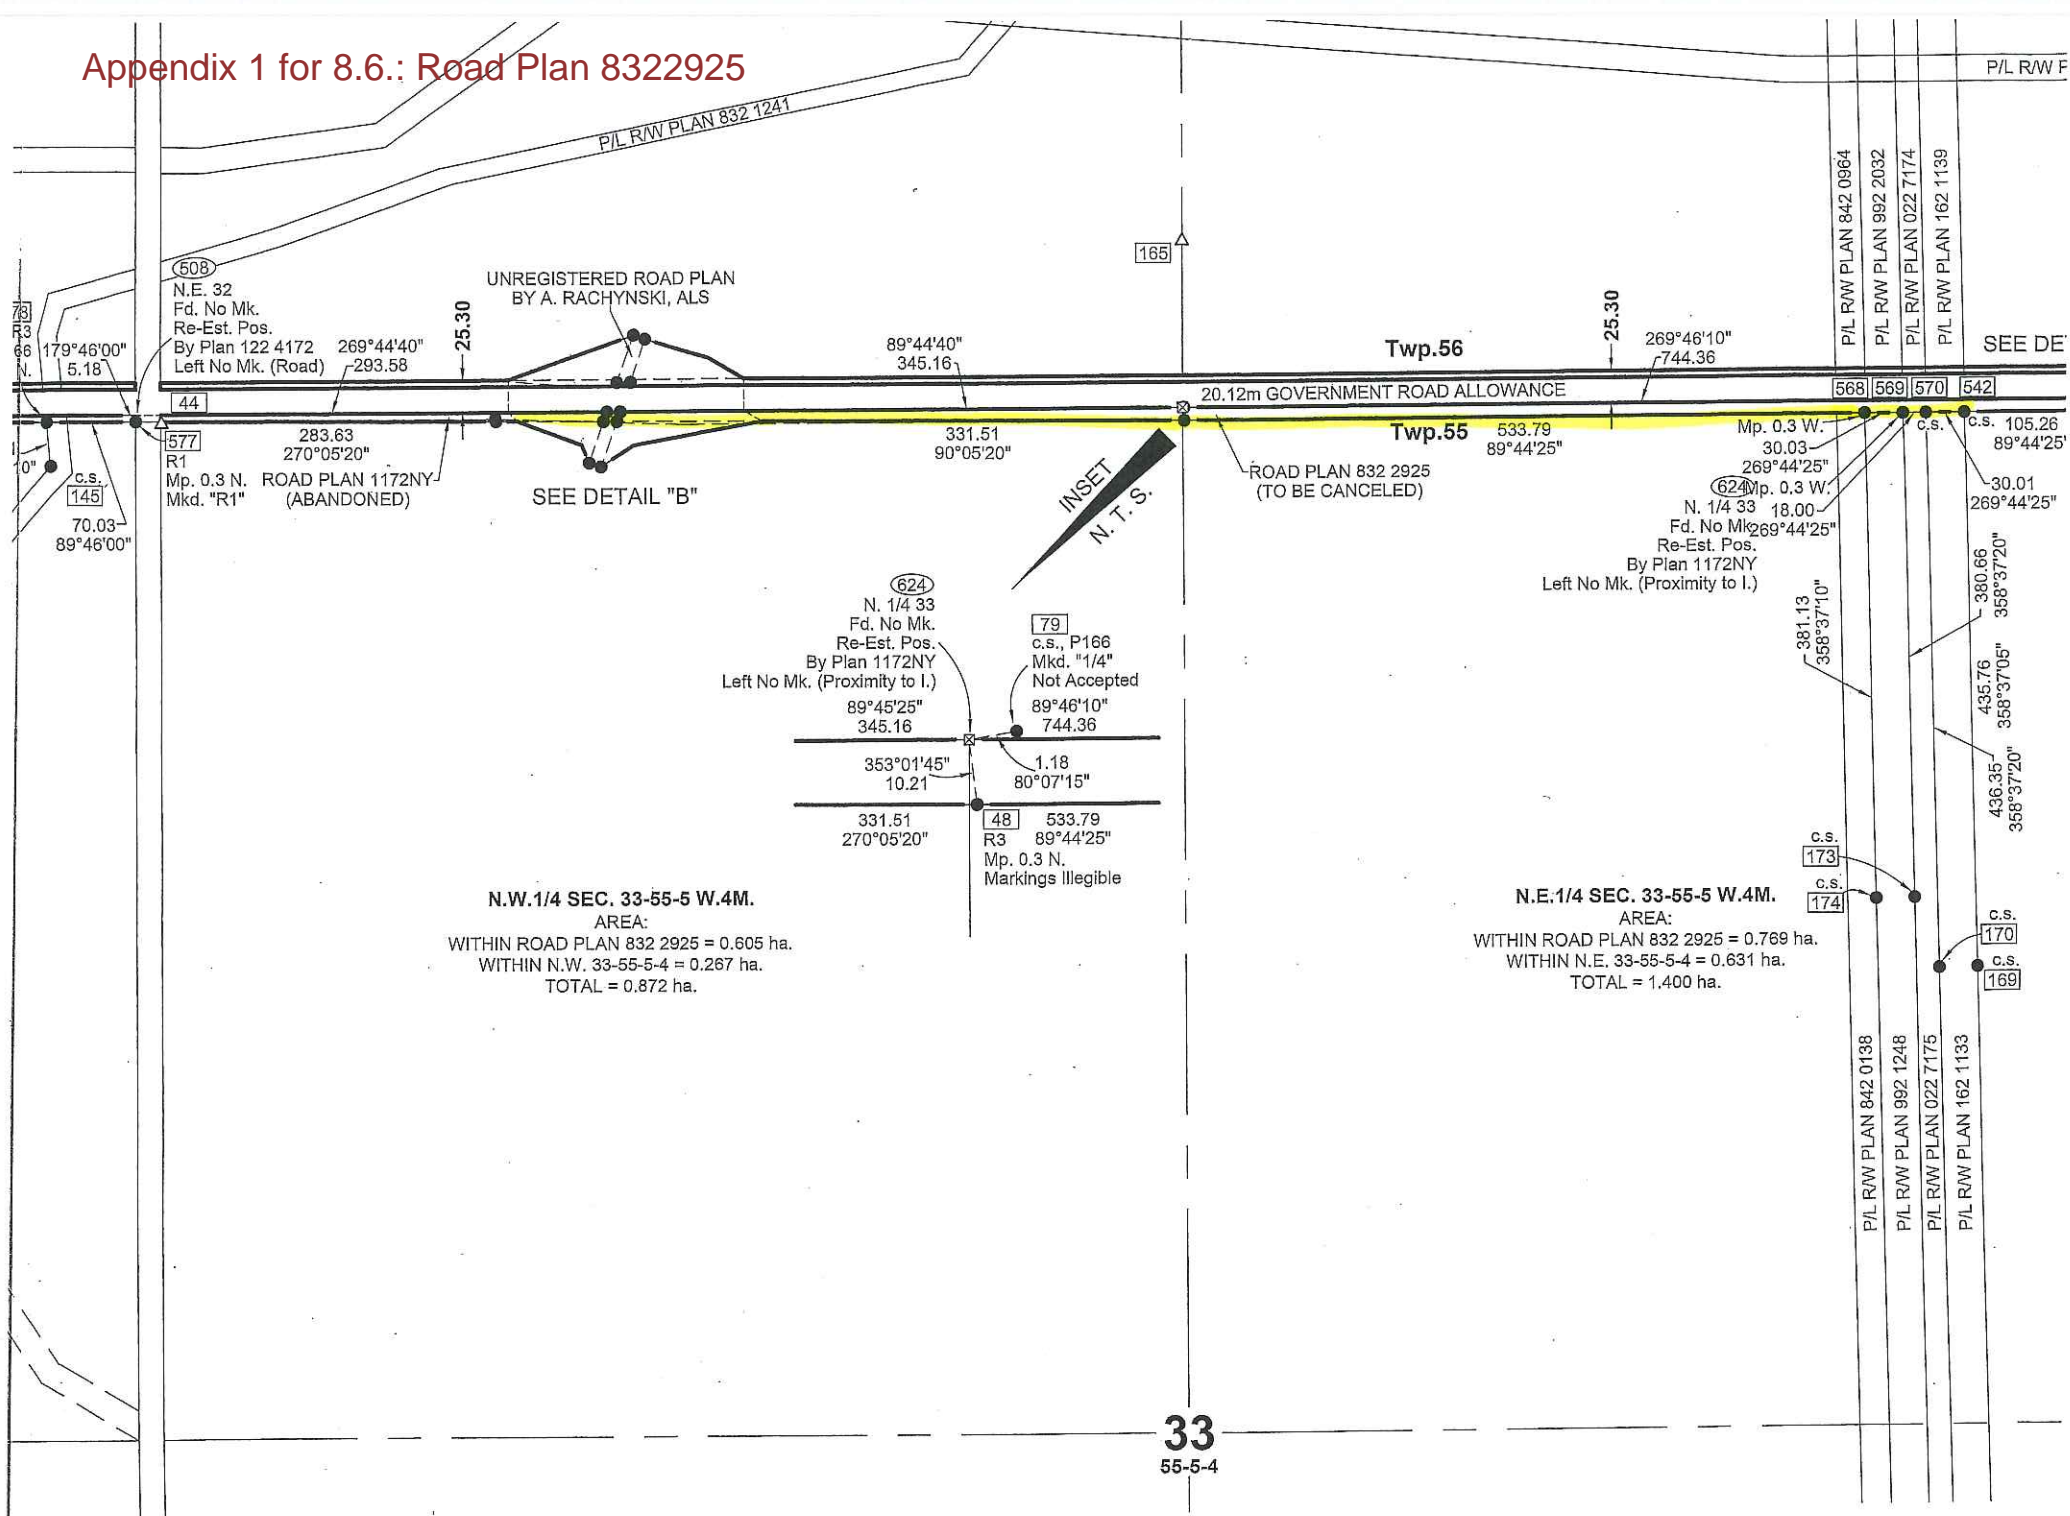 Appendix 1 for 8.6.: Road Plan 8322925
P/L R/W PLAN 832 1241
P/L R/W
165
P/L R/W PLAN 842 0964
P/L R/W PLAN 992 2032
P/L R/W PLAN 022 7174
P/L R/W PLAN 162 1139
508
N.E. 32
Fd. No Mk.
Re-Est. Pos.
By Plan 122 4172
Left No Mk. (Road)
78
R3
66
N.
179°46'00"
5.18
269°44'40"
293.58
25.30
UNREGISTERED ROAD PLAN
BY A. RACHYNSKI, ALS
89°44'40"
345.16
Twp.56
25.30
269°46'10"
744.36
SEE DE
20.12m GOVERNMENT ROAD ALLOWANCE
568 569 570 542
44
577
R1
Mp. 0.3 N.
Mkd. "R1"
283.63
270°05'20"
ROAD PLAN 1172NY
(ABANDONED)
SEE DETAIL "B"
331.51
90°05'20"
Twp.55
533.79
89°44'25"
ROAD PLAN 832 2925
(TO BE CANCELED)
INSET
N. T. S.
0"
c.s.
145
70.03
89°46'00"
Mp. 0.3 W.
30.03
269°44'25"
Mp. 0.3 W.
18.00
269°44'25"
c.s.
c.s.
105.26
89°44'25"
30.01
269°44'25"
624
N. 1/4 33
Fd. No Mk.
Re-Est. Pos.
By Plan 1172NY
Left No Mk. (Proximity to I.)
381.13
358°37'10"
380.66
358°37'20"
435.76
358°37'05"
436.35
358°37'20"
624
N. 1/4 33
Fd. No Mk.
Re-Est. Pos.
By Plan 1172NY
Left No Mk. (Proximity to I.)
79
c.s., P166
Mkd. "1/4"
Not Accepted
89°45'25"
345.16
89°46'10"
744.36
353°01'45"
10.21
1.18
80°07'15"
331.51
270°05'20"
48
R3
Mp. 0.3 N.
Markings Illegible
533.79
89°44'25"
N.W.1/4 SEC. 33-55-5 W.4M.
AREA:
WITHIN ROAD PLAN 832 2925 = 0.605 ha.
WITHIN N.W. 33-55-5-4 = 0.267 ha.
TOTAL = 0.872 ha.
N.E.1/4 SEC. 33-55-5 W.4M.
AREA:
WITHIN ROAD PLAN 832 2925 = 0.769 ha.
WITHIN N.E. 33-55-5-4 = 0.631 ha.
TOTAL = 1.400 ha.
c.s.
173
c.s.
174
c.s.
170
c.s.
169
P/L R/W PLAN 842 0138
P/L R/W PLAN 992 1248
P/L R/W PLAN 022 7175
P/L R/W PLAN 162 1133
33
55-5-4